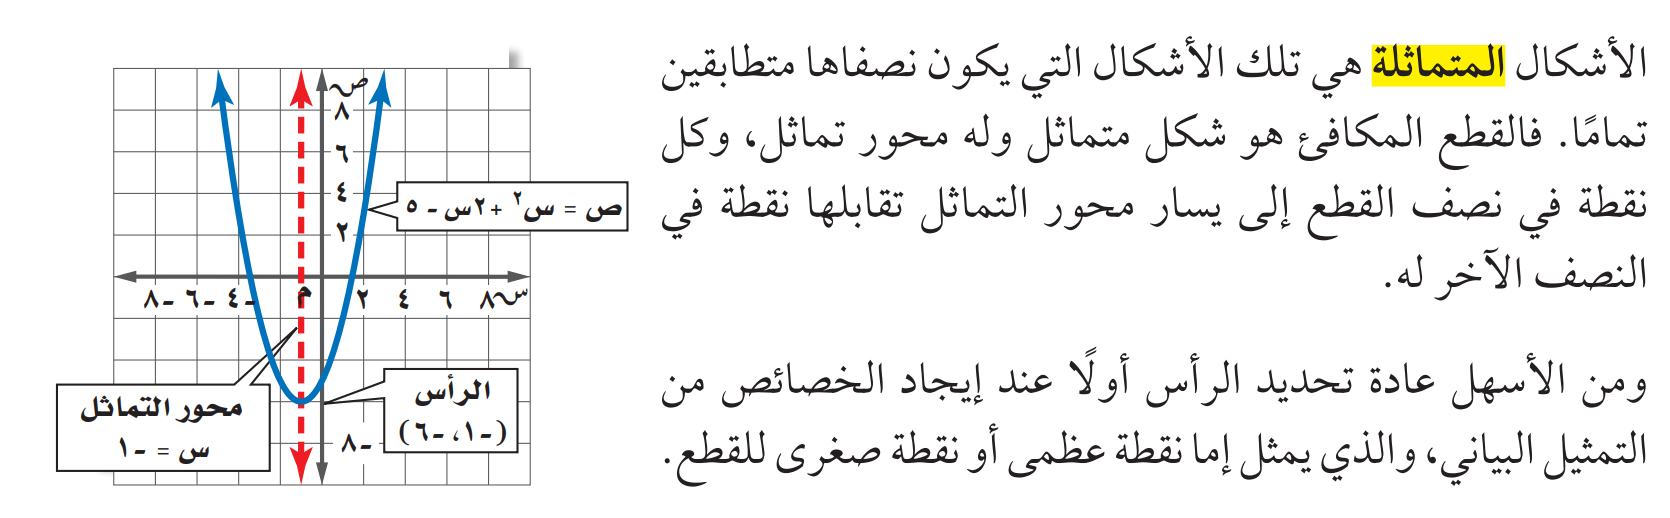 الأشكال المتماثلة هي تلك الأشكال التي يكون نصفاها متطابقين
تمامًا. فالقطع المكافئ هو شكل متماثل وله محور تماثل، وكل
نقطة في نصف القطع إلى يسار محور التماثل تقابلها نقطة في
النصف الآخر له.
ومن الأسهل عادة تحديد الرأس أولًا عند إيجاد الخصائص من
التمثيل البياني، والذي يمثل إما نقطة عظمى أو نقطة صغرى للقطع.
ص
٨
٦
٤
٢
ص = س٢ + ٢س - ٥
-٨ -٦ -٤ م ٢ ٤ ٦ ٨ س
-٨
الرأس
(-١، -٦)
محور التماثل
س = -١